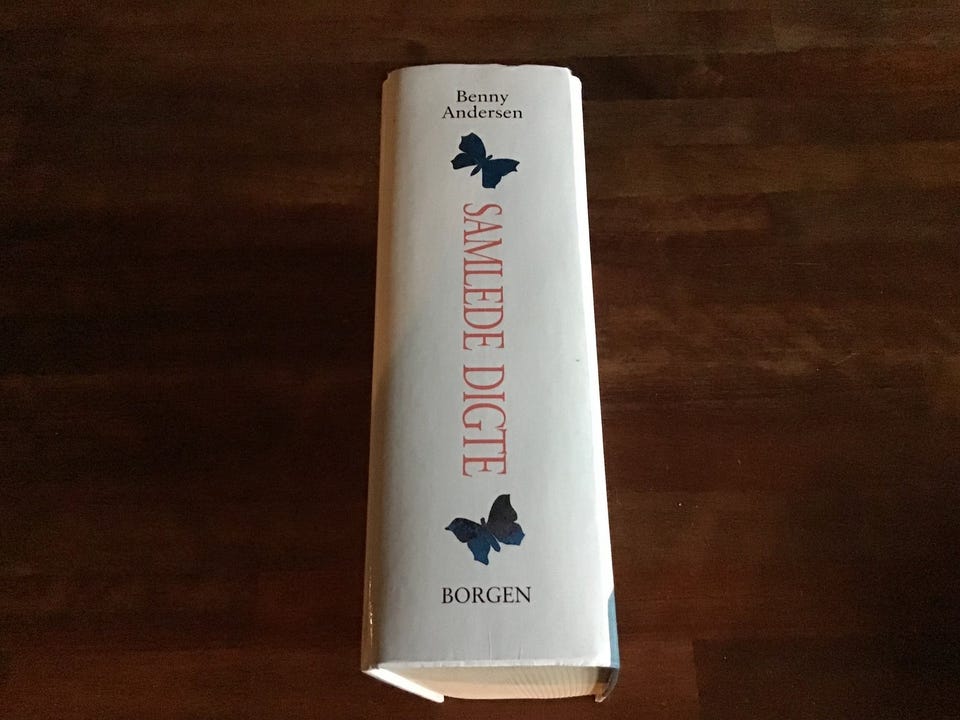 Benny
Andersen
SAMLEDE DIGTE
BORGEN